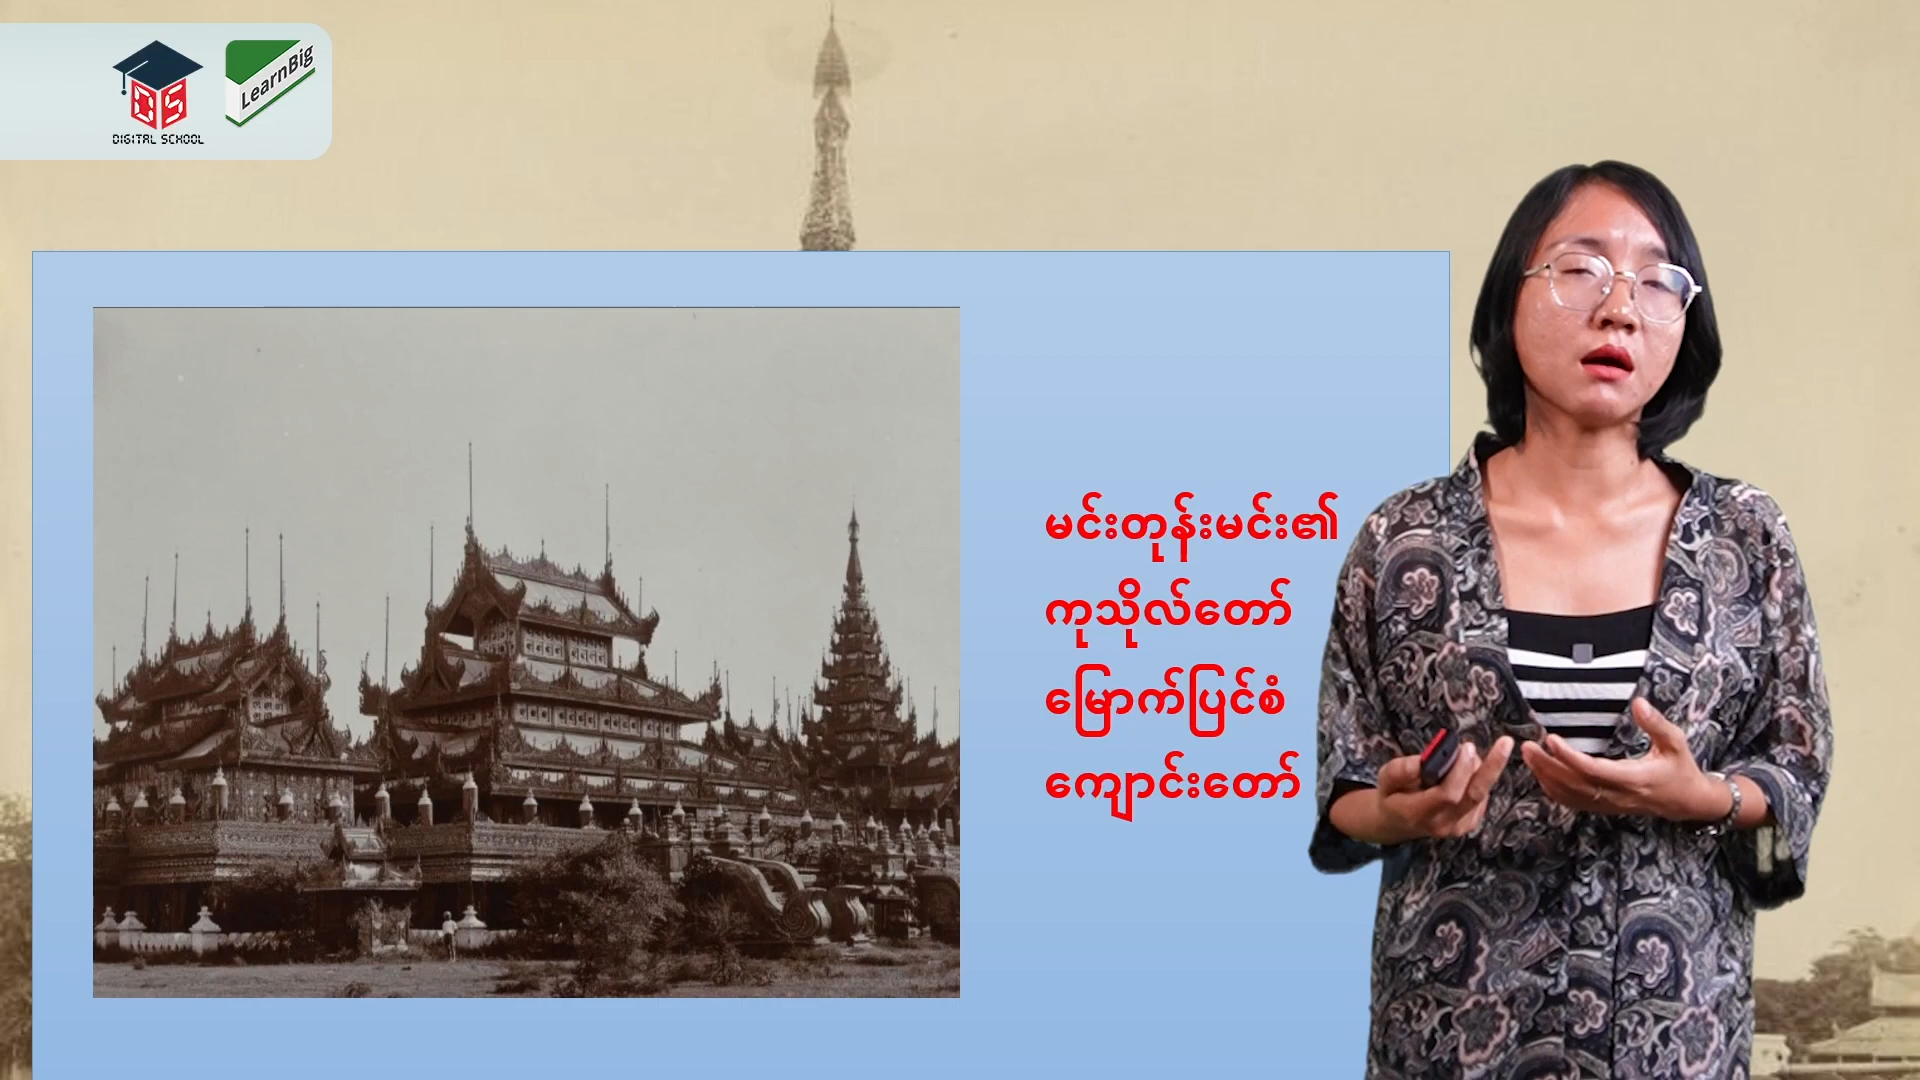 DIGITAL SCHOOL
LearnBig
မင်းတုန်းမင်း၏
ကုသိုလ်တော်
မြောက်ပြင်စံ
ကျောင်းတော်